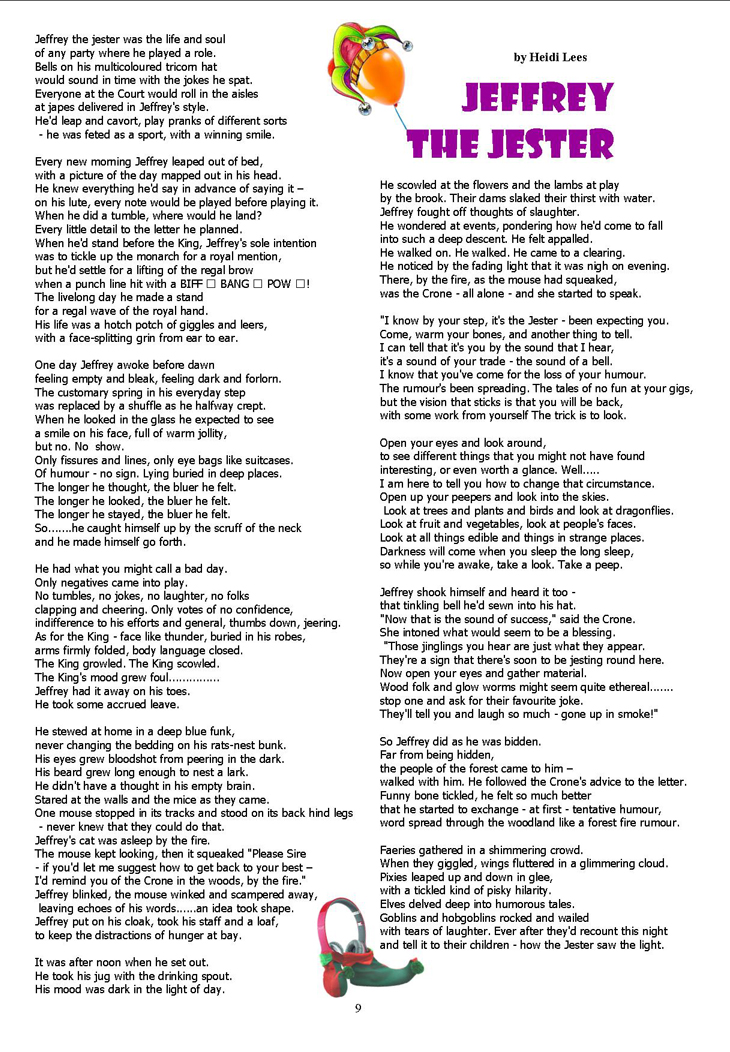 by Heidi Lees
JEFFREY
THE JESTER
Jeffrey the jester was the life and soul
of any party where he played a role.
Bells on his multicoloured tricorn hat
would sound in time with the jokes he spat.
Everyone at the Court would roll in the aisles
at japes delivered in Jeffrey's style.
He'd leap and cavort, play pranks of different sorts
- he was feted as a sport, with a winning smile.
Every new morning Jeffrey leaped out of bed,
with a picture of the day mapped out in his head.
He knew everything he'd say in advance of saying it –
on his lute, every note would be played before playing it.
When he did a tumble, where would he land?
Every little detail to the letter he planned.
When he'd stand before the King, Jeffrey's sole intention
was to tickle up the monarch for a royal mention,
but he'd settle for a lifting of the regal brow
when a punch line hit with a BIFF □ BANG □ POW □!
The livelong day he made a stand
for a regal wave of the royal hand.
His life was a hotch potch of giggles and leers,
with a face-splitting grin from ear to ear.
One day Jeffrey awoke before dawn
feeling empty and bleak, feeling dark and forlorn.
The customary spring in his everyday step
was replaced by a shuffle as he halfway crept.
When he looked in the glass he expected to see
a smile on his face, full of warm jollity,
but no. No  show.
Only fissures and lines, only eye bags like suitcases.
Of humour - no sign. Lying buried in deep places.
The longer he thought, the bluer he felt.
The longer he looked, the bluer he felt.
The longer he stayed, the bluer he felt.
So.......he caught himself up by the scruff of the neck
and he made himself go forth.
He had what you might call a bad day.
Only negatives came into play.
No tumbles, no jokes, no laughter, no folks
clapping and cheering. Only votes of no confidence,
indifference to his efforts and general, thumbs down, jeering.
As for the King - face like thunder, buried in his robes,
arms firmly folded, body language closed.
The King growled. The King scowled.
The King's mood grew foul...............
Jeffrey had it away on his toes.
He took some accrued leave.
He stewed at home in a deep blue funk,
never changing the bedding on his rats-nest bunk.
His eyes grew bloodshot from peering in the dark.
His beard grew long enough to nest a lark.
He didn't have a thought in his empty brain.
Stared at the walls and the mice as they came.
One mouse stopped in its tracks and stood on its back hind legs
- never knew that they could do that.
Jeffrey's cat was asleep by the fire.
The mouse kept looking, then it squeaked "Please Sire
- if you'd let me suggest how to get back to your best –
I'd remind you of the Crone in the woods, by the fire."
Jeffrey blinked, the mouse winked and scampered away,
leaving echoes of his words......an idea took shape.
Jeffrey put on his cloak, took his staff and a loaf,
to keep the distractions of hunger at bay.
It was after noon when he set out.
He took his jug with the drinking spout.
His mood was dark in the light of day.
He scowled at the flowers and the lambs at play
by the brook. Their dams slaked their thirst with water.
Jeffrey fought off thoughts of slaughter.
He wondered at events, pondering how he'd come to fall
into such a deep descent. He felt appalled.
He walked on. He walked. He came to a clearing.
He noticed by the fading light that it was nigh on evening.
There, by the fire, as the mouse had squeaked,
was the Crone - all alone - and she started to speak.
"I know by your step, it's the Jester - been expecting you.
Come, warm your bones, and another thing to tell.
I can tell that it's you by the sound that I hear,
it's a sound of your trade - the sound of a bell.
I know that you've come for the loss of your humour.
The rumour's been spreading. The tales of no fun at your gigs,
but the vision that sticks is that you will be back,
with some work from yourself The trick is to look.
Open your eyes and look around,
to see different things that you might not have found
interesting, or even worth a glance. Well.....
I am here to tell you how to change that circumstance.
Open up your peepers and look into the skies.
Look at trees and plants and birds and look at dragonflies.
Look at fruit and vegetables, look at people's faces.
Look at all things edible and things in strange places.
Darkness will come when you sleep the long sleep,
so while you're awake, take a look. Take a peep.
Jeffrey shook himself and heard it too -
that tinkling bell he'd sewn into his hat.
"Now that is the sound of success," said the Crone.
She intoned what would seem to be a blessing.
"Those jinglings you hear are just what they appear.
They're a sign that there's soon to be jesting round here.
Now open your eyes and gather material.
Wood folk and glow worms might seem quite ethereal.......
stop one and ask for their favourite joke.
They'll tell you and laugh so much - gone up in smoke!"
So Jeffrey did as he was bidden.
Far from being hidden,
the people of the forest came to him –
walked with him. He followed the Crone's advice to the letter.
Funny bone tickled, he felt so much better
that he started to exchange - at first - tentative humour,
word spread through the woodland like a forest fire rumour.
Faeries gathered in a shimmering crowd.
When they giggled, wings fluttered in a glimmering cloud.
Pixies leaped up and down in glee,
with a tickled kind of pisky hilarity.
Elves delved deep into humorous tales.
Goblins and hobgoblins rocked and wailed
with tears of laughter. Ever after they'd recount this night
and tell it to their children - how the Jester saw the light.
9